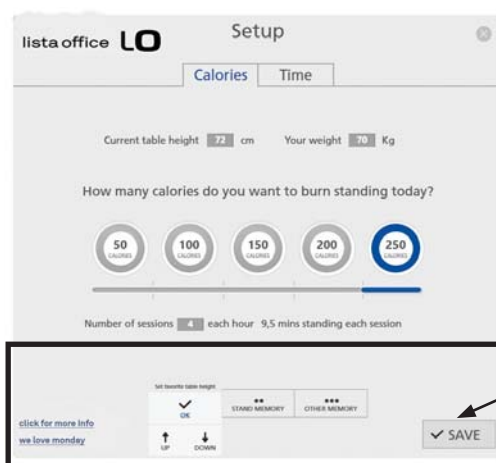 lista office LO
Setup
Calories Time
Current table height 72 cm Your weight 70 Kg
How many calories do you want to burn standing today?
50 100 150 200 250
CALORIES CALORIES CALORIES CALORIES CALORIES
Number of sessions 4 each hour 9,5 mins standing each session
Set favorite table height
OK STAND MEMORY OTHER MEMORY
click for more Info
we love monday
UP DOWN
SAVE